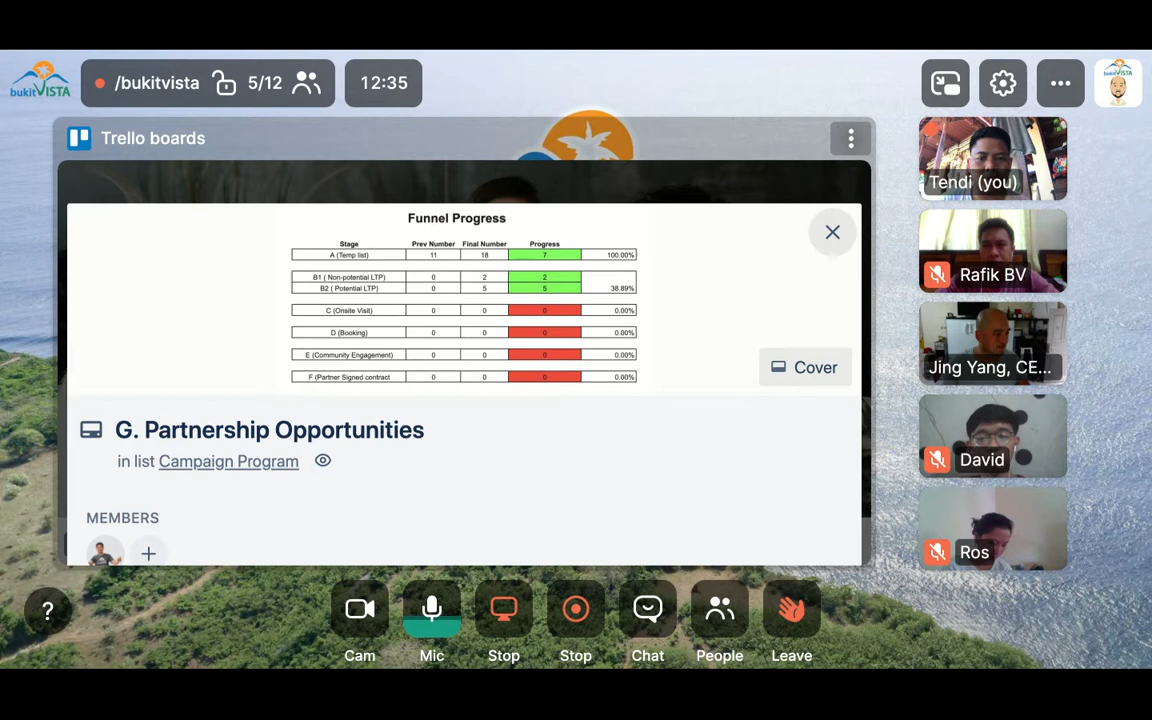 bukitVISTA
/bukitvista 5/12
12:35
bukitVISTA
Trello boards
Funnel Progress
Stage Prev Number Final Number Progress
A (Temp list) 11 18 7 100.00%
B1 ( Non-potential LTP) 0 2 2
B2 ( Potential LTP) 0 5 5 38.89%
C (Onsite Visit) 0 0 0 0.00%
D (Booking) 0 0 0 0.00%
E (Community Engagement) 0 0 0 0.00%
F (Partner Signed contract 0 0 0 0.00%
Cover
G. Partnership Opportunities
in list Campaign Program
MEMBERS
Tendi (you)
Rafik BV
Jing Yang, CE...
David
Ros
?
Cam Mic Stop Stop Chat People Leave